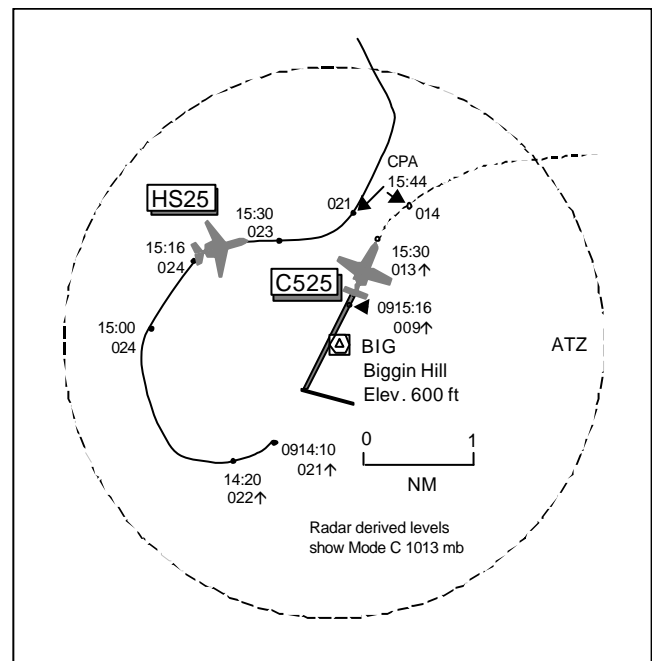 CPA
15:44
HS25
021
014
15:30
023
15:16
024
15:30
013↑
C525
0915:16
009↑
15:00
024
BIG
ATZ
Biggin Hill
Elev. 600 ft
0914:10
021↑
14:20
022↑
0 1
NM
Radar derived levels
show Mode C 1013 mb